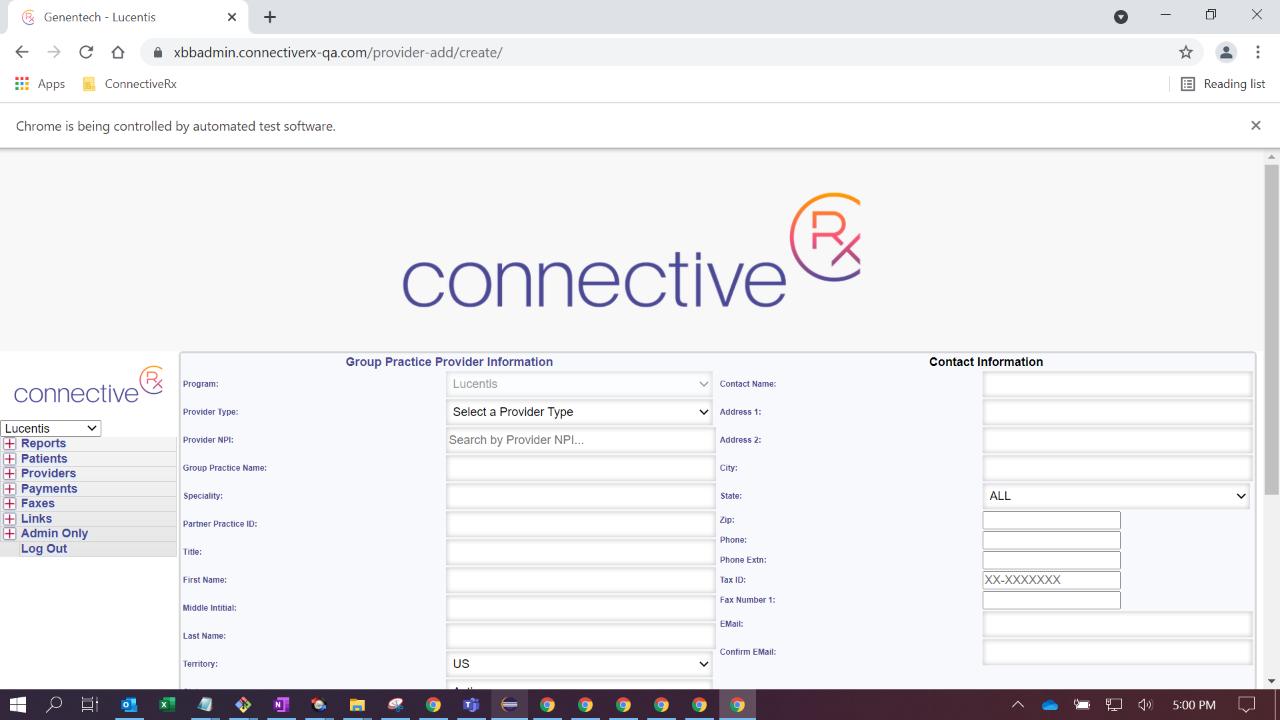 Genentech - Lucentis
xbbadmin.connectiverx-qa.com/provider-add/create/
Apps
ConnectiveRx
Reading list
Chrome is being controlled by automated test software.
connective Rx
connective Rx
Lucentis
Reports
Patients
Providers
Payments
Faxes
Links
Admin Only
Log Out
Group Practice Provider Information
Program:
Lucentis
Provider Type:
Select a Provider Type
Provider NPI:
Search by Provider NPI...
Group Practice Name:
Speciality:
Partner Practice ID:
Title:
First Name:
Middle Intitial:
Last Name:
Territory:
US
Contact Information
Contact Name:
Address 1:
Address 2:
City:
State:
ALL
Zip:
Phone:
Phone Extn:
Tax ID:
XX-XXXXXXX
Fax Number 1:
EMail:
Confirm EMail:
5:00 PM